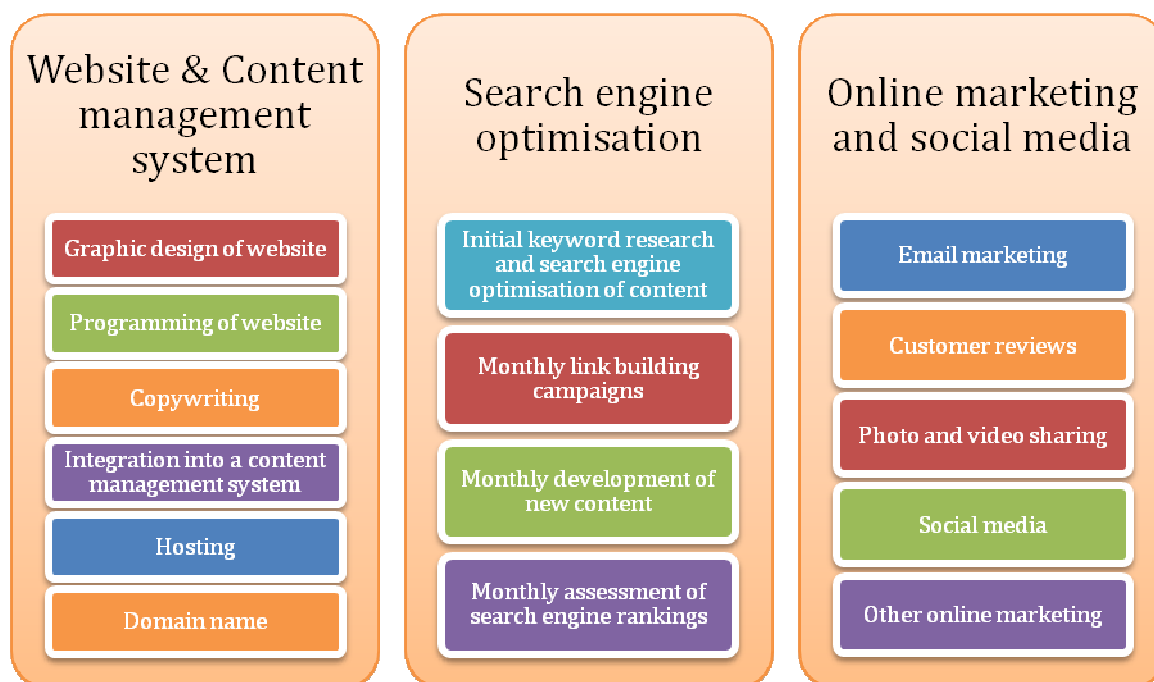 Website & Content
management
system
Graphic design of website
Programming of website
Copywriting
Integration into a content
management system
Hosting
Domain name
Search engine
optimisation
Initial keyword research
and search engine
optimisation of content
Monthly link building
campaigns
Monthly development of
new content
Monthly assessment of
search engine rankings
Online marketing
and social media
Email marketing
Customer reviews
Photo and video sharing
Social media
Other online marketing